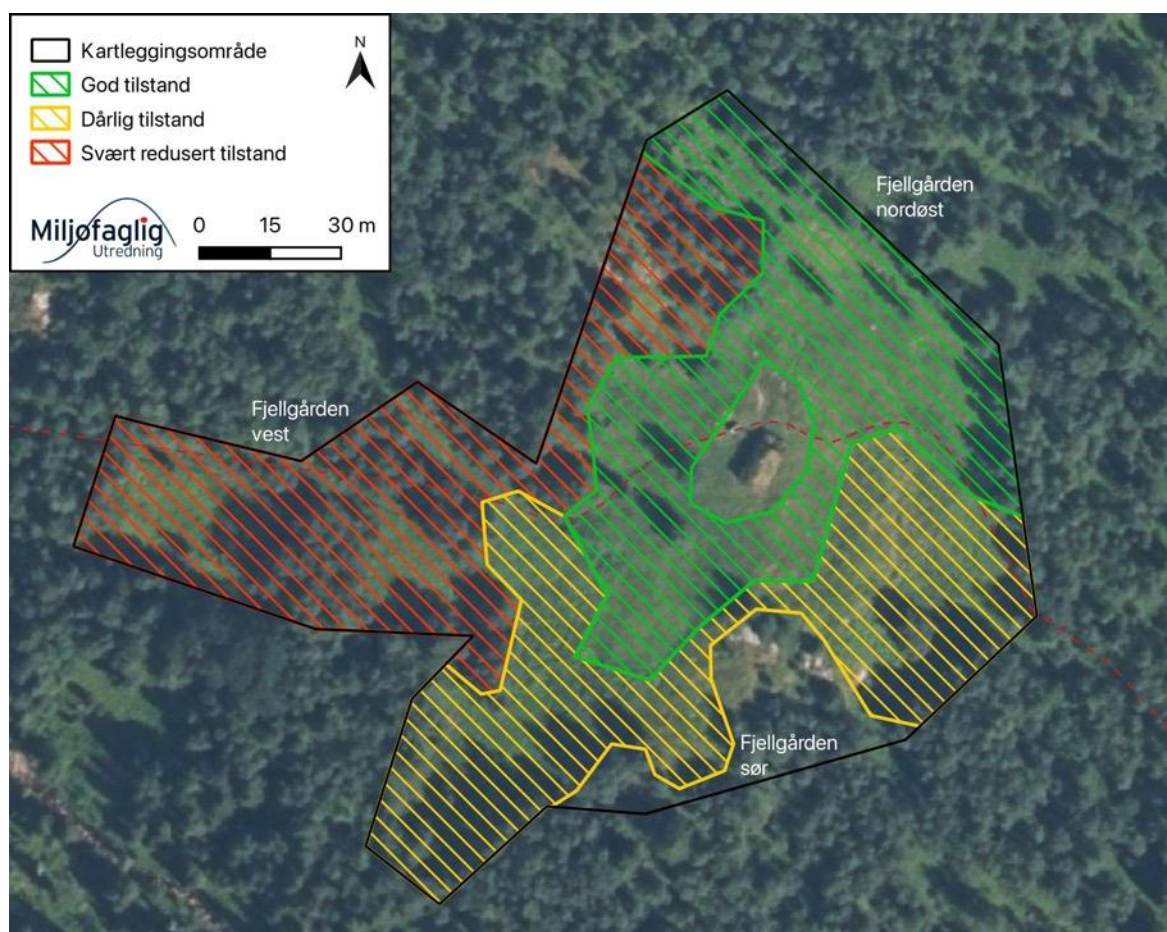 Kartleggingsområde
God tilstand
Dårlig tilstand
Svært redusert tilstand
N
Miljøfaglig
Utredning
0 15 30 m
Fjellgården
nordøst
Fjellgården
vest
Fjellgården
sør